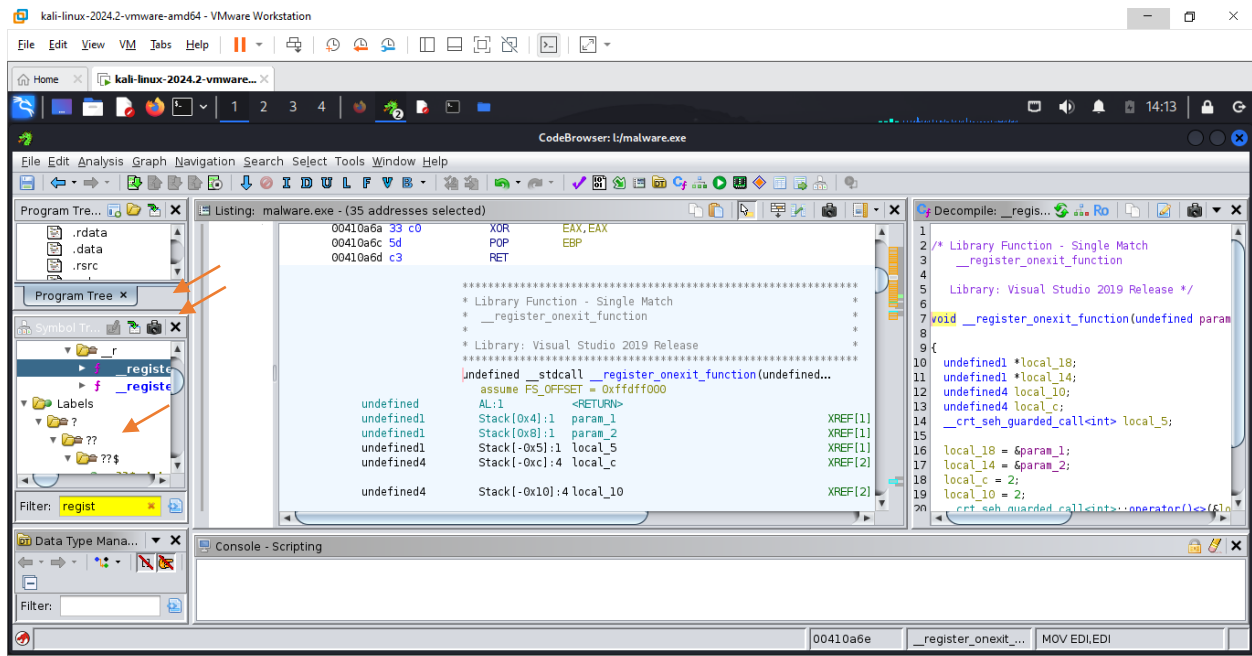 kali-linux-2024.2-vmware-amd64 - VMware Workstation
File Edit View VM Tabs Help
Home kali-linux-2024.2-vmware...
1 2 3 4 2 14:13
CodeBrowser: l:/malware.exe
File Edit Analysis Graph Navigation Search Select Tools Window Help
I D U L F V B
Program Tree...
.rdata
.data
.rsrc
Program Tree ×
Symbol Tr...
__r
f __registe
f __registe
Labels
?
??
??$
Filter: regist
Data Type Mana...
Filter:
Listing: malware.exe - (35 addresses selected)
00410a6a 33 c0 XOR EAX,EAX
00410a6c 5d POP EBP
00410a6d c3 RET
**************************************************************
* Library Function - Single Match *
* __register_onexit_function *
* *
* Library: Visual Studio 2019 Release *
**************************************************************
undefined __stdcall __register_onexit_function(undefined...
assume FS_OFFSET = 0xffdff000
undefined AL:1 <RETURN>
undefined1 Stack[0x4]:1 param_1 XREF[1]
undefined1 Stack[0x8]:1 param_2 XREF[1]
undefined1 Stack[-0x5]:1 local_5 XREF[1]
undefined4 Stack[-0xc]:4 local_c XREF[2]
undefined4 Stack[-0x10]:4 local_10 XREF[2]
Decompile: __regis... Ro
1
2 /* Library Function - Single Match
3 __register_onexit_function
4
5 Library: Visual Studio 2019 Release */
6
7 void __register_onexit_function(undefined param
8
9 {
10 undefined1 *local_18;
11 undefined1 *local_14;
12 undefined4 local_10;
13 undefined4 local_c;
14 __crt_seh_guarded_call<int> local_5;
15
16 local_18 = &param_1;
17 local_14 = &param_2;
18 local_c = 2;
19 local_10 = 2;
20 __crt_seh_guarded_call<int>::operator()<>(&lo
Console - Scripting
00410a6e __register_onexit_... MOV EDI,EDI